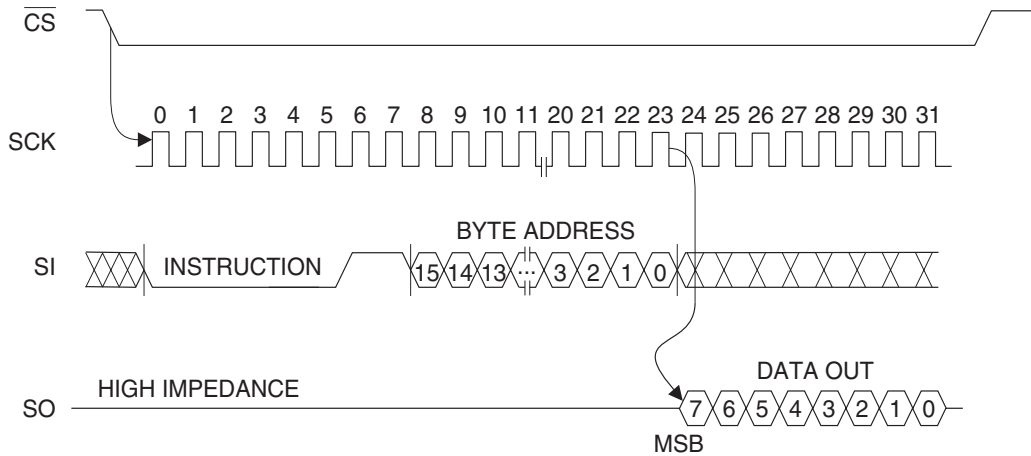 CS
0 1 2 3 4 5 6 7 8 9 10 11 20 21 22 23 24 25 26 27 28 29 30 31
SCK
BYTE ADDRESS
SI INSTRUCTION 15 14 13 ... 3 2 1 0
HIGH IMPEDANCE DATA OUT
SO 7 6 5 4 3 2 1 0
MSB